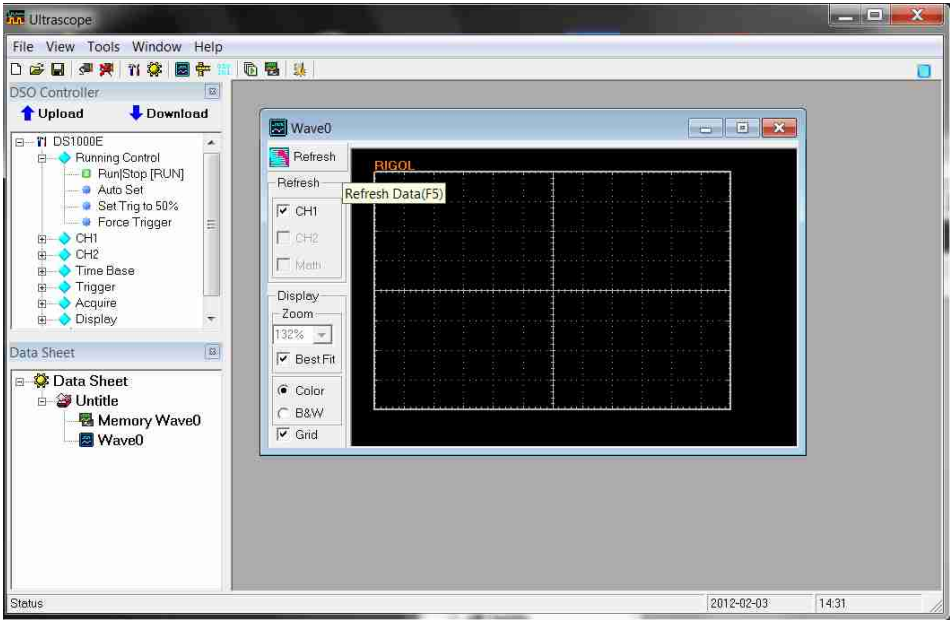 Ultrascope
File View Tools Window Help
DSO Controller
Upload Download
DS1000E
Running Control
Run|Stop [RUN]
Auto Set
Set Trig to 50%
Force Trigger
CH1
CH2
Time Base
Trigger
Acquire
Display
Data Sheet
Data Sheet
Untitle
Memory Wave0
Wave0
Wave0
Refresh
RIGOL
Refresh
Refresh Data(F5)
CH1
CH2
Math
Display
Zoom
132%
Best Fit
Color
B&W
Grid
Status
2012-02-03
14:31